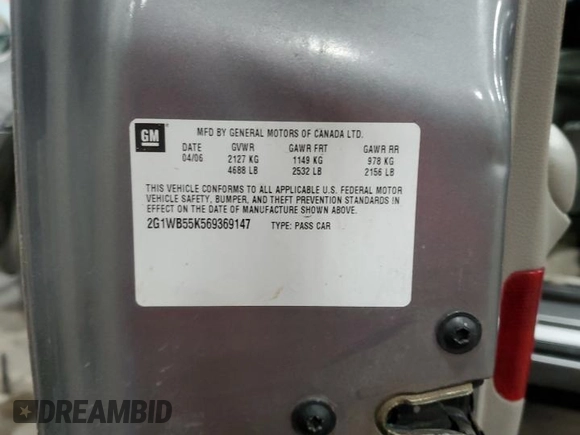 GM
MFD BY GENERAL MOTORS OF CANADA LTD.
DATE GVWR GAWR FRT GAWR RR
04/06 2127 KG 1149 KG 978 KG
4688 LB 2532 LB 2156 LB
THIS VEHICLE CONFORMS TO ALL APPLICABLE U.S. FEDERAL MOTOR
VEHICLE SAFETY, BUMPER, AND THEFT PREVENTION STANDARDS IN
EFFECT ON THE DATE OF MANUFACTURE SHOWN ABOVE.
2G1WB55K569369147 TYPE: PASS CAR
DREAMBID